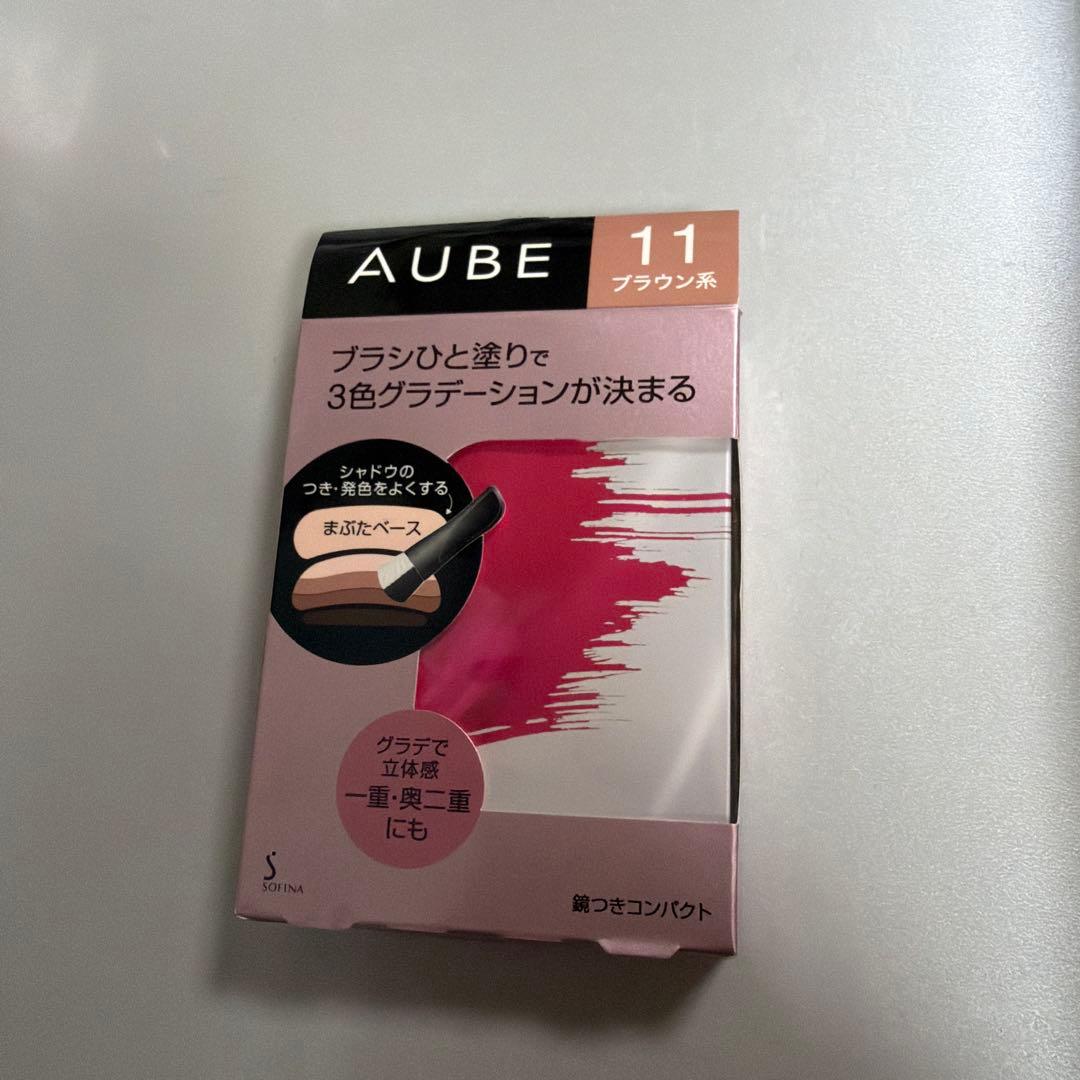 AUBE
11
ブラウン系
ブラシひと塗りで
3色グラデーションが決まる
シャドウの
つき・発色をよくする
まぶたベース
グラデで
立体感
一重・奥二重
にも
SOFINA
鏡つきコンパクト